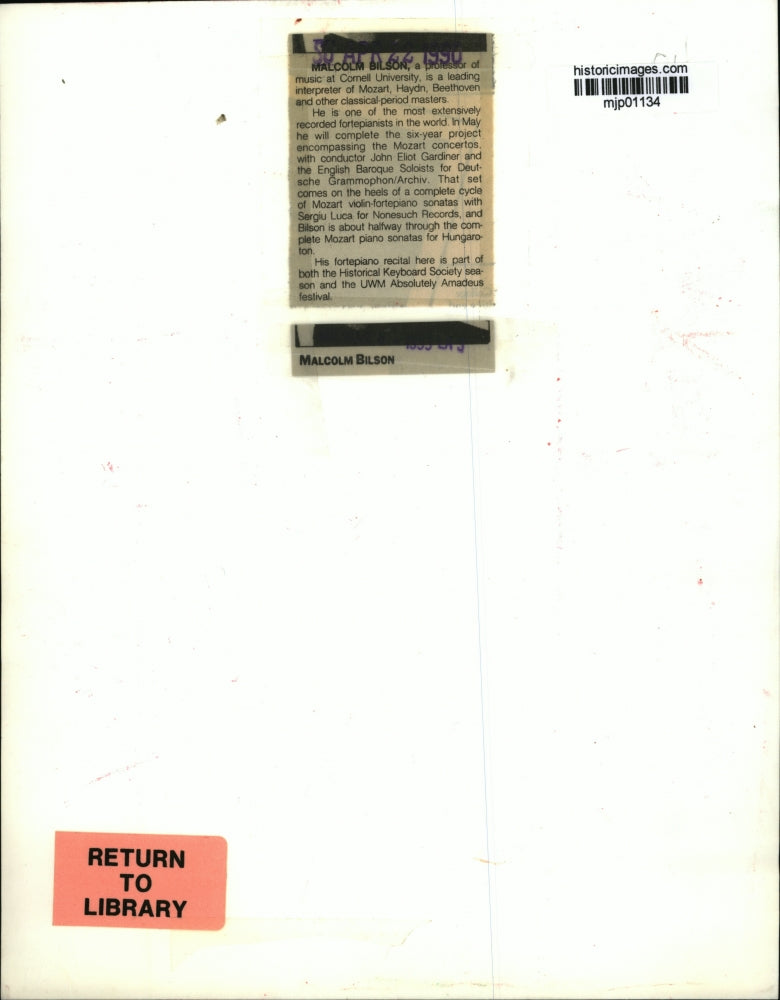 30 APR 22 1990
MALCOLM BILSON, a professor of
music at Cornell University, is a leading
interpreter of Mozart, Haydn, Beethoven
and other classical-period masters.
He is one of the most extensively
recorded fortepianists in the world. In May
he will complete the six-year project
encompassing the Mozart concertos,
with conductor John Eliot Gardiner and
the English Baroque Soloists for Deut-
sche Grammophon/Archiv. That set
comes on the heels of a complete cycle
of Mozart violin-fortepiano sonatas with
Sergiu Luca for Nonesuch Records, and
Bilson is about halfway through the com-
plete Mozart piano sonatas for Hungaro-
ton.
His fortepiano recital here is part of
both the Historical Keyboard Society sea-
son and the UWM Absolutely Amadeus
festival.
MALCOLM BILSON
historicimages.com
mjp01134
RETURN
TO
LIBRARY